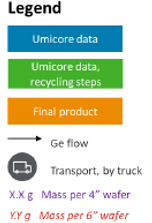 Legend
Umicore data
Umicore data,
recycling steps
Final product
Ge flow
Transport, by truck
X.X g Mass per 4” wafer
Y.Y g Mass per 6” wafer